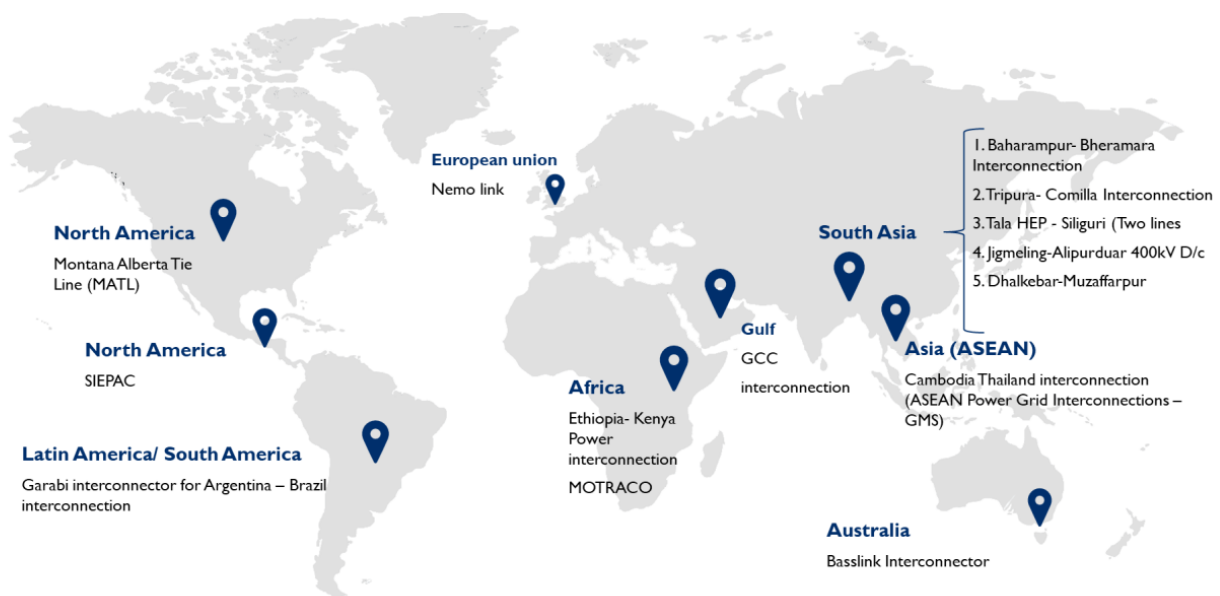 European union
Nemo link
North America
Montana Alberta Tie
Line (MATL)
North America
SIEPAC
Latin America/ South America
Garabi interconnector for Argentina – Brazil
interconnection
Africa
Ethiopia- Kenya
Power
interconnection
MOTRACO
Gulf
GCC
interconnection
South Asia
1. Baharampur- Bheramara
Interconnection
2. Tripura- Comilla Interconnection
3. Tala HEP - Siliguri (Two lines
4. Jigmeling-Alipurduar 400kV D/c
5. Dhalkebar-Muzaffarpur
Asia (ASEAN)
Cambodia Thailand interconnection
(ASEAN Power Grid Interconnections –
GMS)
Australia
Basslink Interconnector